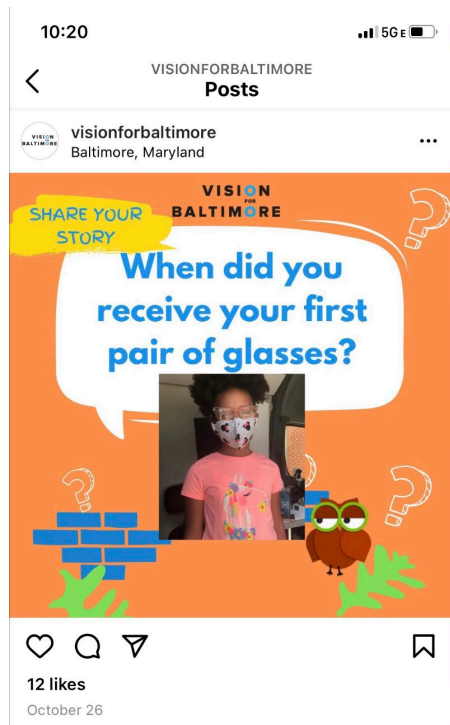 10:20
5G E
VISIONFORBALTIMORE
Posts
VISION
BALTIMORE
visionforbaltimore
Baltimore, Maryland
VISION
FOR
BALTIMORE
SHARE YOUR
STORY
When did you
receive your first
pair of glasses?
12 likes
October 26